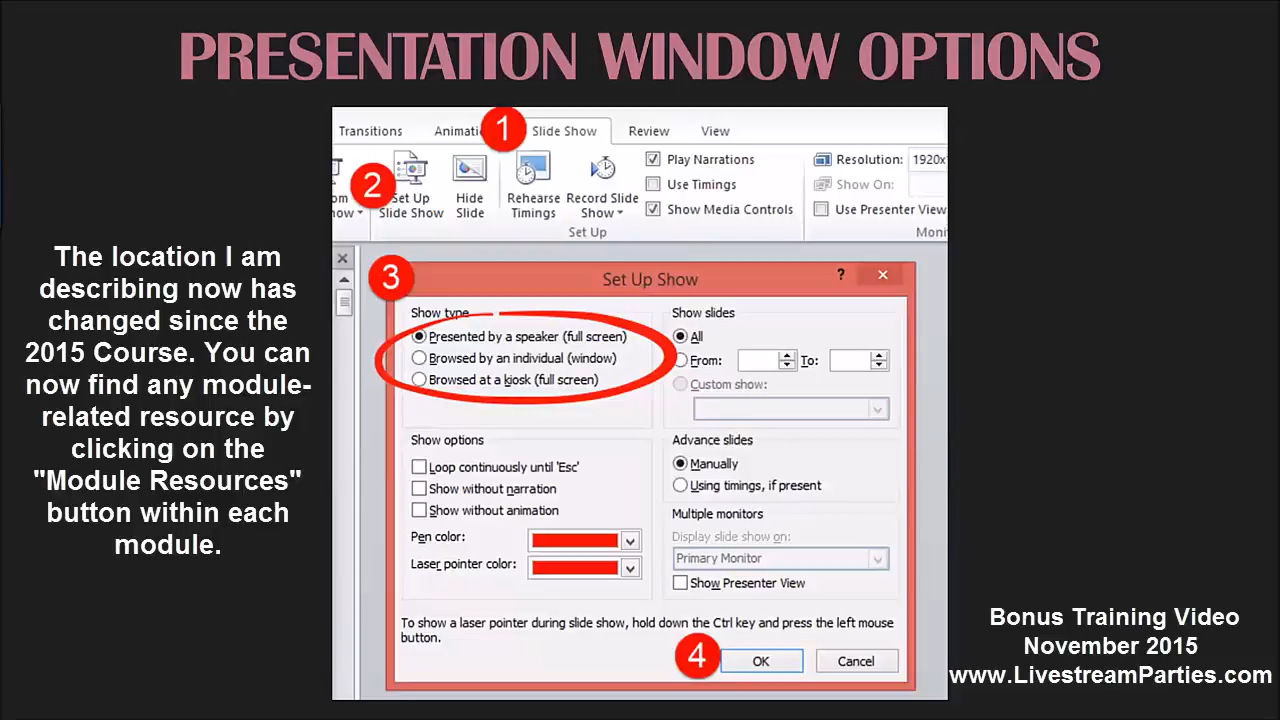 PRESENTATION WINDOW OPTIONS
Transitions Animati 1 Slide Show Review View
2
om
how
Set Up
Slide Show
Hide
Slide
Rehearse
Timings
Record Slide
Show
Play Narrations
Use Timings
Show Media Controls
Set Up
Resolution: 1920x
Show On:
Use Presenter View
Moni
The location I am
describing now has
changed since the
2015 Course. You can
now find any module-
related resource by
clicking on the
"Module Resources"
button within each
module.
3
Set Up Show
?
Show type
Presented by a speaker (full screen)
Browsed by an individual (window)
Browsed at a kiosk (full screen)
Show slides
All
From: To:
Custom show:
Show options
Loop continuously until 'Esc'
Show without narration
Show without animation
Pen color:
Laser pointer color:
Advance slides
Manually
Using timings, if present
Multiple monitors
Display slide show on:
Primary Monitor
Show Presenter View
To show a laser pointer during slide show, hold down the Ctrl key and press the left mouse
button.
4
OK Cancel
Bonus Training Video
November 2015
www.LivestreamParties.com